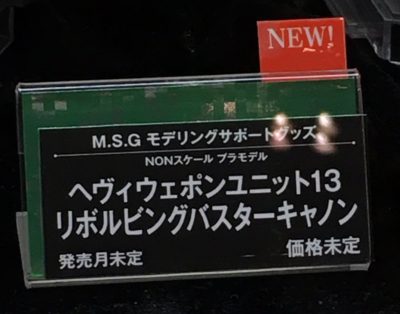 NEW!
M.S.G モデリングサポートグッズ
NONスケール プラモデル
ヘヴィウェポンユニット13
リボルビングバスターキャノン
発売月未定
価格未定